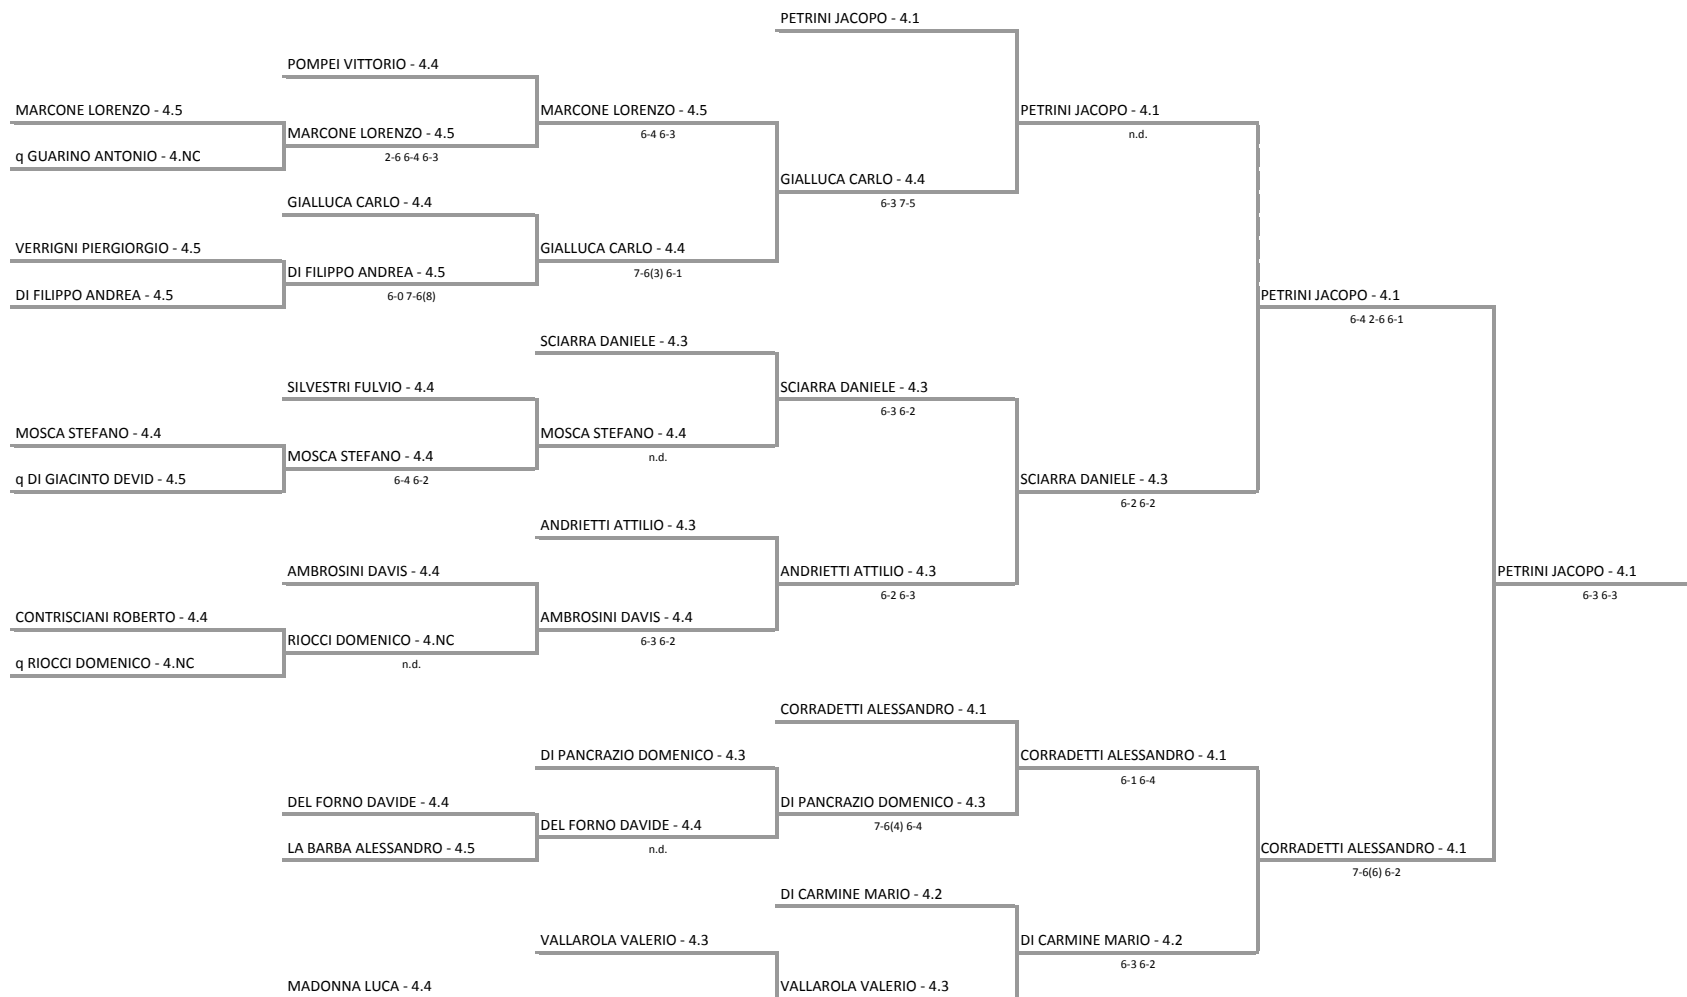 PETRINI JACOPO - 4.1
POMPEI VITTORIO - 4.4
MARCONE LORENZO - 4.5
MARCONE LORENZO - 4.5
PETRINI JACOPO - 4.1
MARCONE LORENZO - 4.5
6-4 6-3
n.d.
q GUARINO ANTONIO - 4.NC
2-6 6-4 6-3
GIALLUCA CARLO - 4.4
6-3 7-5
GIALLUCA CARLO - 4.4
VERRIGNI PIERGIORGIO - 4.5
GIALLUCA CARLO - 4.4
DI FILIPPO ANDREA - 4.5
7-6(3) 6-1
DI FILIPPO ANDREA - 4.5
6-0 7-6(8)
PETRINI JACOPO - 4.1
6-4 2-6 6-1
SCIARRA DANIELE - 4.3
SILVESTRI FULVIO - 4.4
SCIARRA DANIELE - 4.3
6-3 6-2
MOSCA STEFANO - 4.4
MOSCA STEFANO - 4.4
MOSCA STEFANO - 4.4
n.d.
q DI GIACINTO DEVID - 4.5
6-4 6-2
SCIARRA DANIELE - 4.3
6-2 6-2
ANDRIETTI ATTILIO - 4.3
AMBROSINI DAVIS - 4.4
ANDRIETTI ATTILIO - 4.3
6-2 6-3
PETRINI JACOPO - 4.1
6-3 6-3
CONTRISCIANI ROBERTO - 4.4
AMBROSINI DAVIS - 4.4
RIOCCI DOMENICO - 4.NC
6-3 6-2
q RIOCCI DOMENICO - 4.NC
n.d.
CORRADETTI ALESSANDRO - 4.1
DI PANCRAZIO DOMENICO - 4.3
CORRADETTI ALESSANDRO - 4.1
6-1 6-4
DEL FORNO DAVIDE - 4.4
DI PANCRAZIO DOMENICO - 4.3
DEL FORNO DAVIDE - 4.4
7-6(4) 6-4
LA BARBA ALESSANDRO - 4.5
n.d.
CORRADETTI ALESSANDRO - 4.1
7-6(6) 6-2
DI CARMINE MARIO - 4.2
VALLAROLA VALERIO - 4.3
DI CARMINE MARIO - 4.2
6-3 6-2
MADONNA LUCA - 4.4
VALLAROLA VALERIO - 4.3